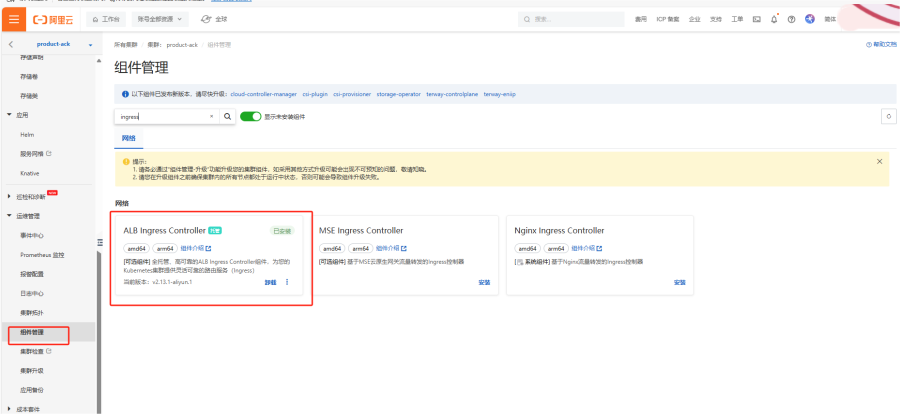 阿里云
工作台
账号全部资源
全球
搜索...
费用
ICP 备案
企业
支持
工单
简体
product-ack
所有集群 / 集群: product-ack / 组件管理
帮助文档
存储声明
存储卷
存储类
应用
Helm
服务网格
Knative
巡检和诊断
运维管理
事件中心
Prometheus 监控
报警配置
日志中心
集群拓扑
组件管理
集群检查
集群升级
应用备份
成本套件
组件管理
以下组件已发布新版本，请尽快升级: cloud-controller-manager csi-plugin csi-provisioner storage-operator terway-controlplane terway-eniip
ingress
显示未安装组件
网络
提示:
1. 请务必通过"组件管理-升级"功能升级您的集群组件，如采用其他方式升级可能会出现不可预知的问题，敬请知晓。
2. 请您在升级组件之前确保集群内的所有节点都处于运行中状态，否则可能会导致组件升级失败。
网络
ALB Ingress Controller 托管 已安装
amd64 arm64 组件介绍
[可选组件] 全托管、高可靠的ALB Ingress Controller组件，为您的
Kubernetes集群提供灵活可靠的路由服务（Ingress）
当前版本: v2.13.1-aliyun.1
卸载
MSE Ingress Controller
amd64 arm64 组件介绍
[可选组件] 基于MSE云原生网关流量转发的Ingress控制器
安装
Nginx Ingress Controller
amd64 arm64 组件介绍
[系统组件] 基于Nginx流量转发的Ingress控制器
安装